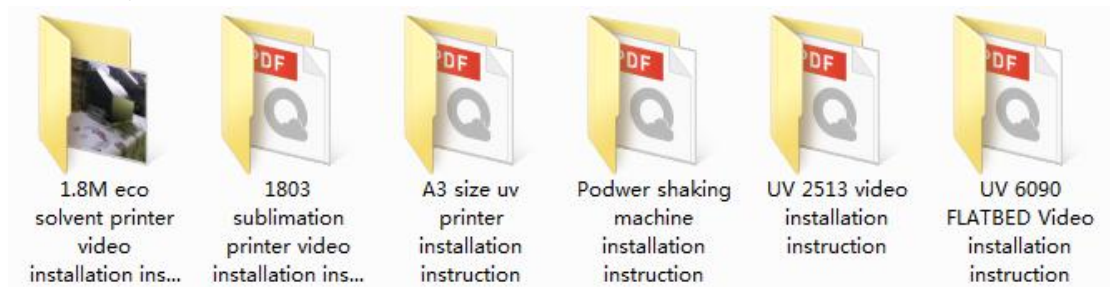 PDF
PDF
PDF
PDF
PDF
1.8M eco
solvent printer
video
installation ins...
1803
sublimation
printer video
installation ins...
A3 size uv
printer
installation
instruction
Podwer shaking
machine
installation
instruction
UV 2513 video
installation
instruction
UV 6090
FLATBED Video
installation
instruction